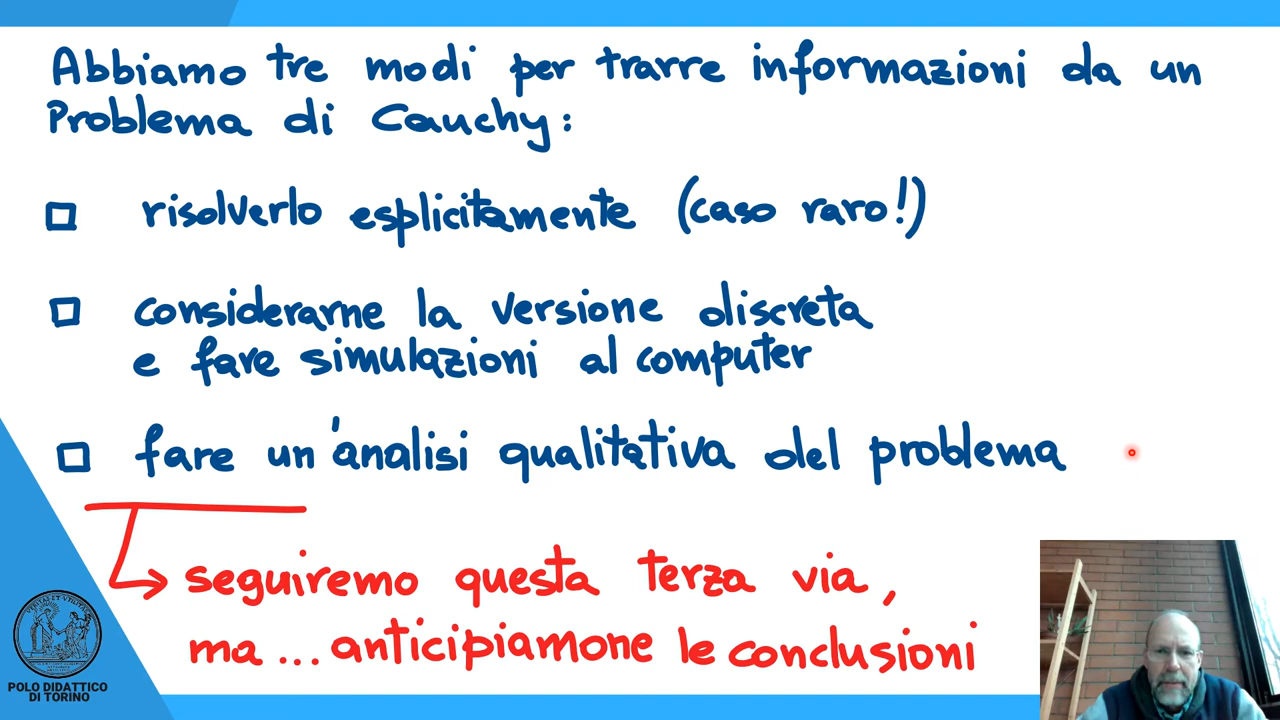 Abbiamo tre modi per trarre informazioni da un
Problema di Cauchy:
risolverlo esplicitamente (caso raro!)
considerarne la versione discreta
e fare simulazioni al computer
fare un'analisi qualitativa del problema
seguiremo questa terza via,
ma ... anticipiamone le conclusioni
POLO DIDATTICO
DI TORINO